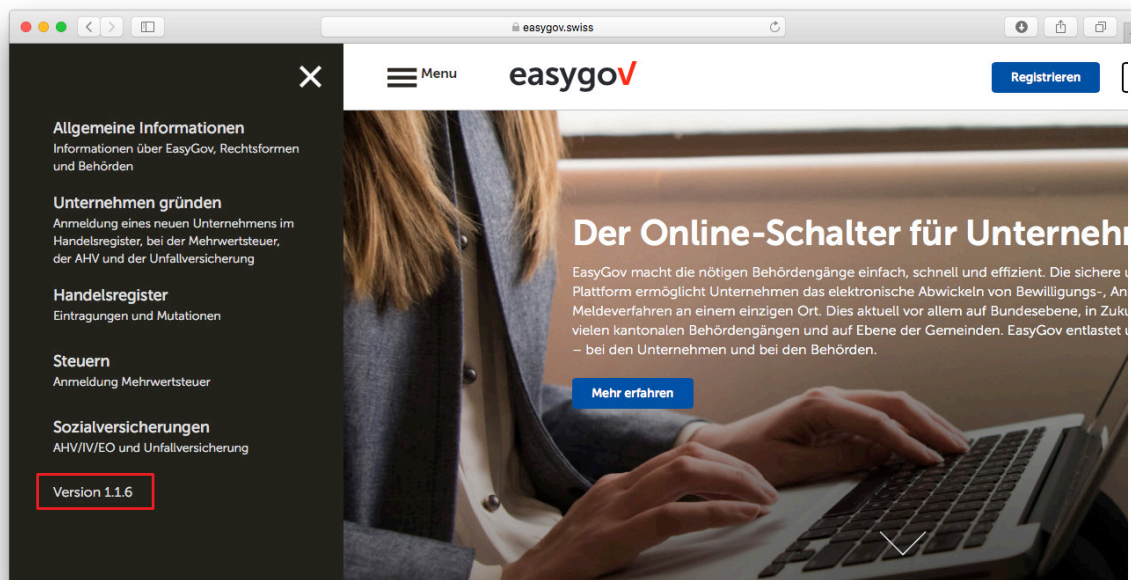 easygov.swiss
Menu
easygov
Registrieren
Allgemeine Informationen
Informationen über EasyGov, Rechtsformen
und Behörden
Unternehmen gründen
Anmeldung eines neuen Unternehmens im
Handelsregister, bei der Mehrwertsteuer,
der AHV und der Unfallversicherung
Handelsregister
Eintragungen und Mutationen
Steuern
Anmeldung Mehrwertsteuer
Sozialversicherungen
AHV/IV/EO und Unfallversicherung
Version 1.1.6
Der Online-Schalter für Unterneh
EasyGov macht die nötigen Behördengänge einfach, schnell und effizient. Die sichere
Plattform ermöglicht Unternehmen das elektronische Abwickeln von Bewilligungs-, An
Meldeverfahren an einem einzigen Ort. Dies aktuell vor allem auf Bundesebene, in Zuku
vielen kantonalen Behördengängen und auf Ebene der Gemeinden. EasyGov entlastet
– bei den Unternehmen und bei den Behörden.
Mehr erfahren